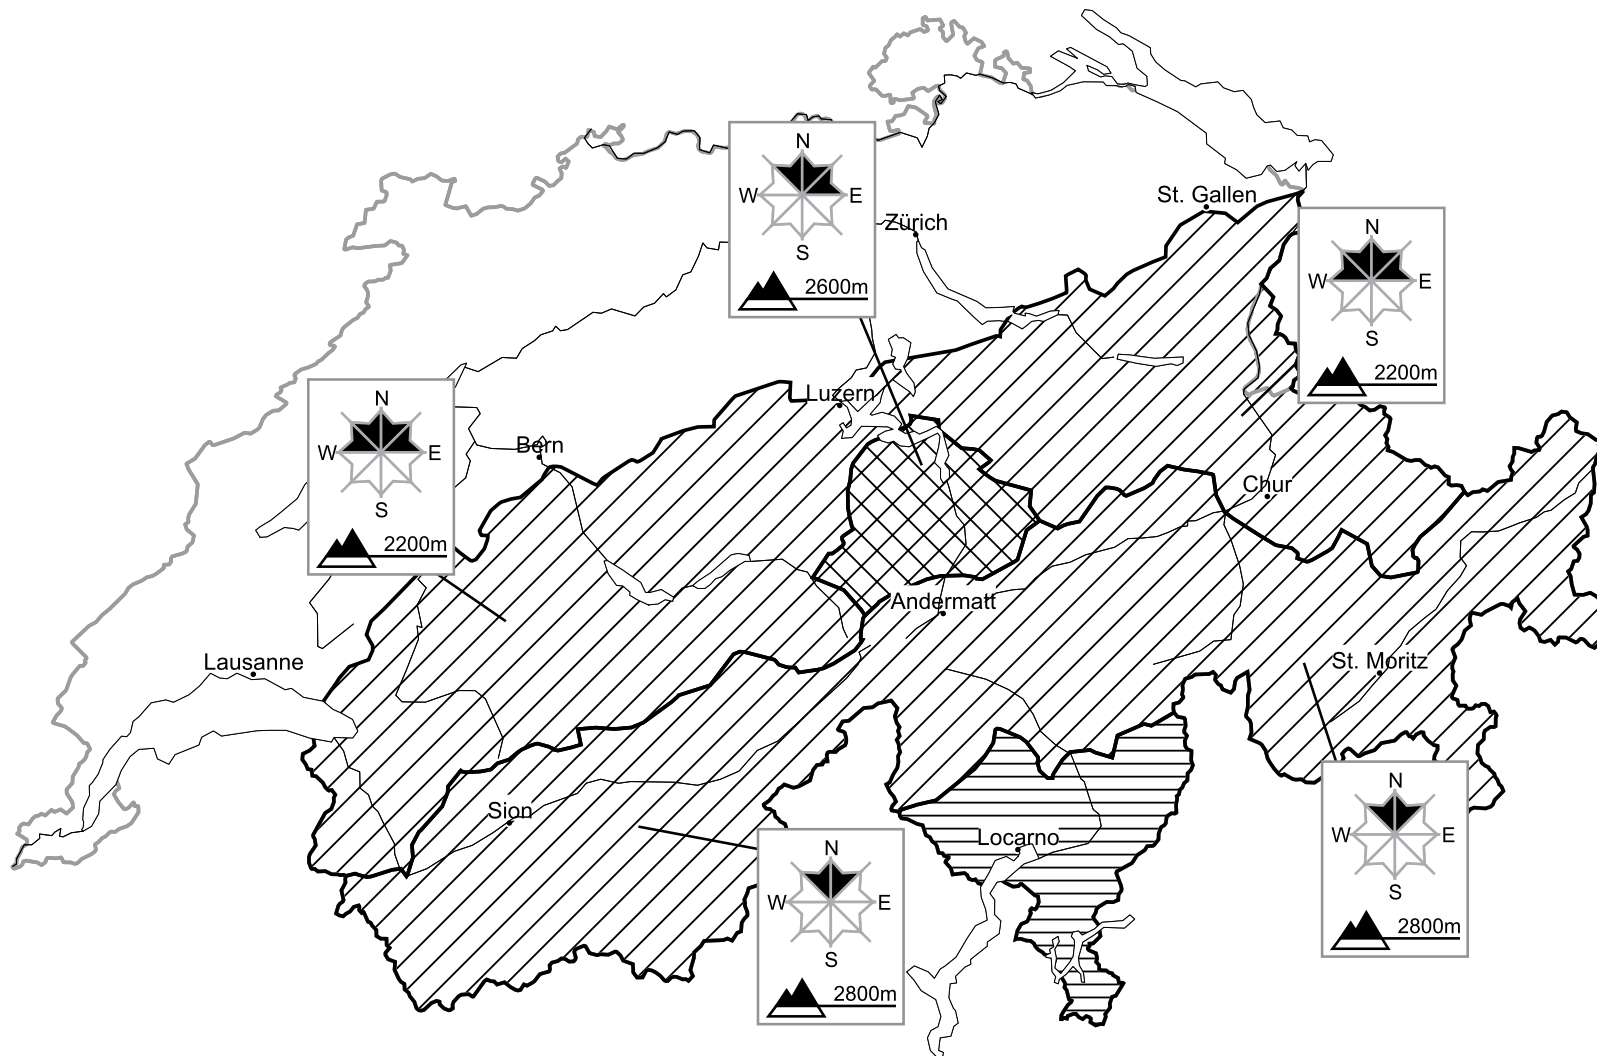 N
W E
S
2600m
St. Gallen
Zürich
N
W E
S
2200m
N
W E
S
2200m
Luzern
Bern
Chur
Andermatt
Lausanne
St. Moritz
Sion
Locarno
N
W E
S
2800m
N
W E
S
2800m